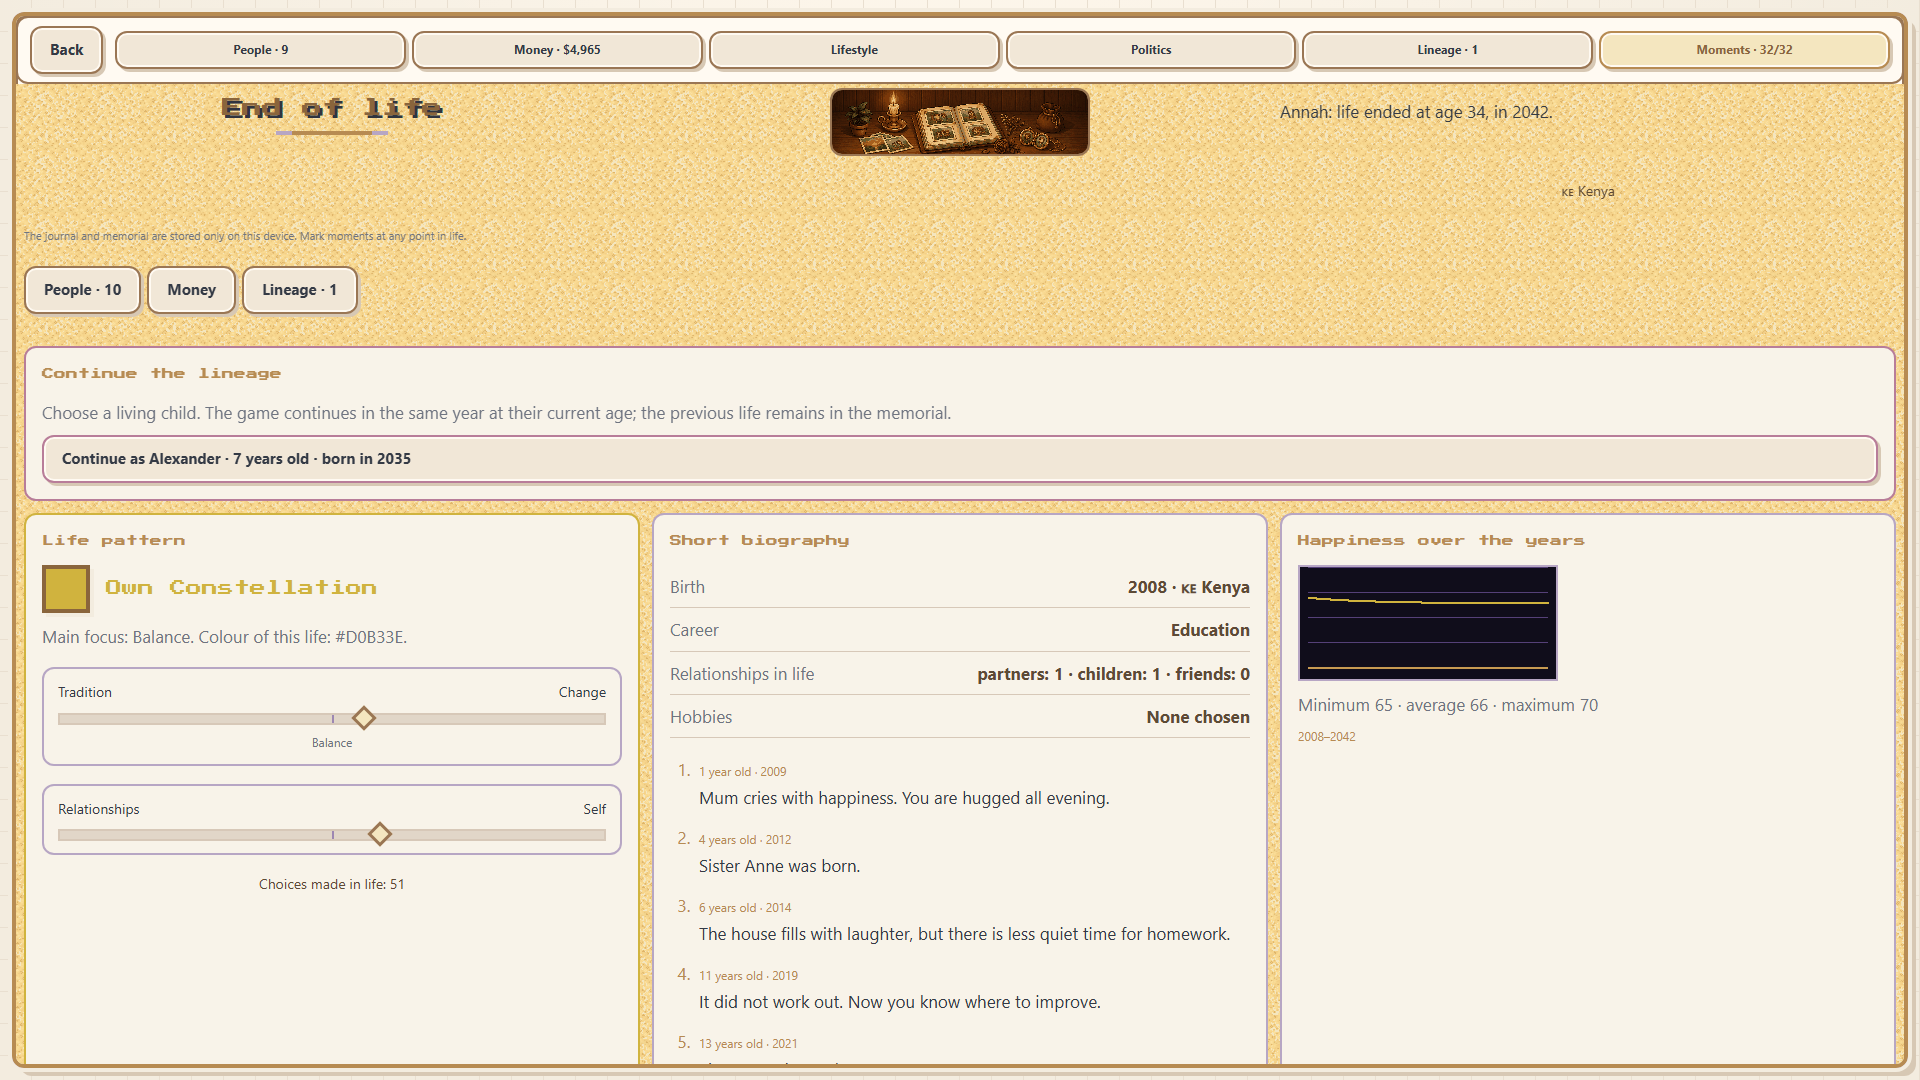 Back
People · 9
Money · $4,965
Lifestyle
Politics
Lineage · 1
Moments · 32/32
End of life
Annah: life ended at age 34, in 2042.
KE Kenya
The journal and memorial are stored only on this device. Mark moments at any point in life.
People · 10
Money
Lineage · 1
Continue the lineage
Choose a living child. The game continues in the same year at their current age; the previous life remains in the memorial.
Continue as Alexander · 7 years old · born in 2035
Life pattern
Own Constellation
Main focus: Balance. Colour of this life: #D0B33E.
Tradition
Change
Balance
Relationships
Self
Choices made in life: 51
Short biography
Birth
2008 · KE Kenya
Career
Education
Relationships in life
partners: 1 · children: 1 · friends: 0
Hobbies
None chosen
1. 1 year old · 2009
Mum cries with happiness. You are hugged all evening.
2. 4 years old · 2012
Sister Anne was born.
3. 6 years old · 2014
The house fills with laughter, but there is less quiet time for homework.
4. 11 years old · 2019
It did not work out. Now you know where to improve.
5. 13 years old · 2021
Happiness over the years
Minimum 65 · average 66 · maximum 70
2008–2042